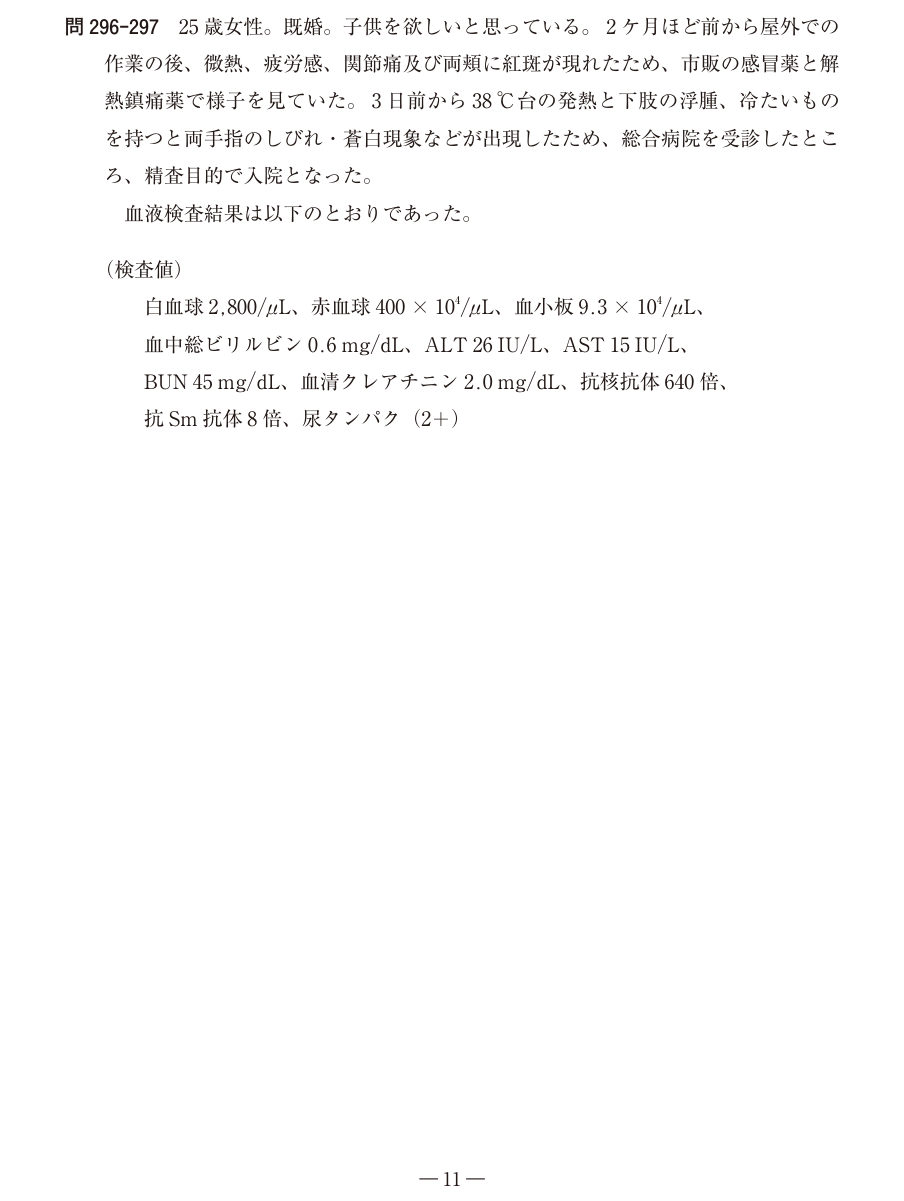 問 296-297 25 歳女性。既婚。子供を欲しいと思っている。2 ケ月ほど前から屋外での
作業の後、微熱、疲労感、関節痛及び両頬に紅斑が現れたため、市販の感冒薬と解
熱鎮痛薬で様子を見ていた。3 日前から 38 ℃台の発熱と下肢の浮腫、冷たいもの
を持つと両手指のしびれ・蒼白現象などが出現したため、総合病院を受診したとこ
ろ、精査目的で入院となった。
血液検査結果は以下のとおりであった。
（検査値）
白血球 2,800/μL、赤血球 400 × 10⁴/μL、血小板 9.3 × 10⁴/μL、
血中総ビリルビン 0.6 mg/dL、ALT 26 IU/L、AST 15 IU/L、
BUN 45 mg/dL、血清クレアチニン 2.0 mg/dL、抗核抗体 640 倍、
抗 Sm 抗体 8 倍、尿タンパク（2＋）
— 11 —